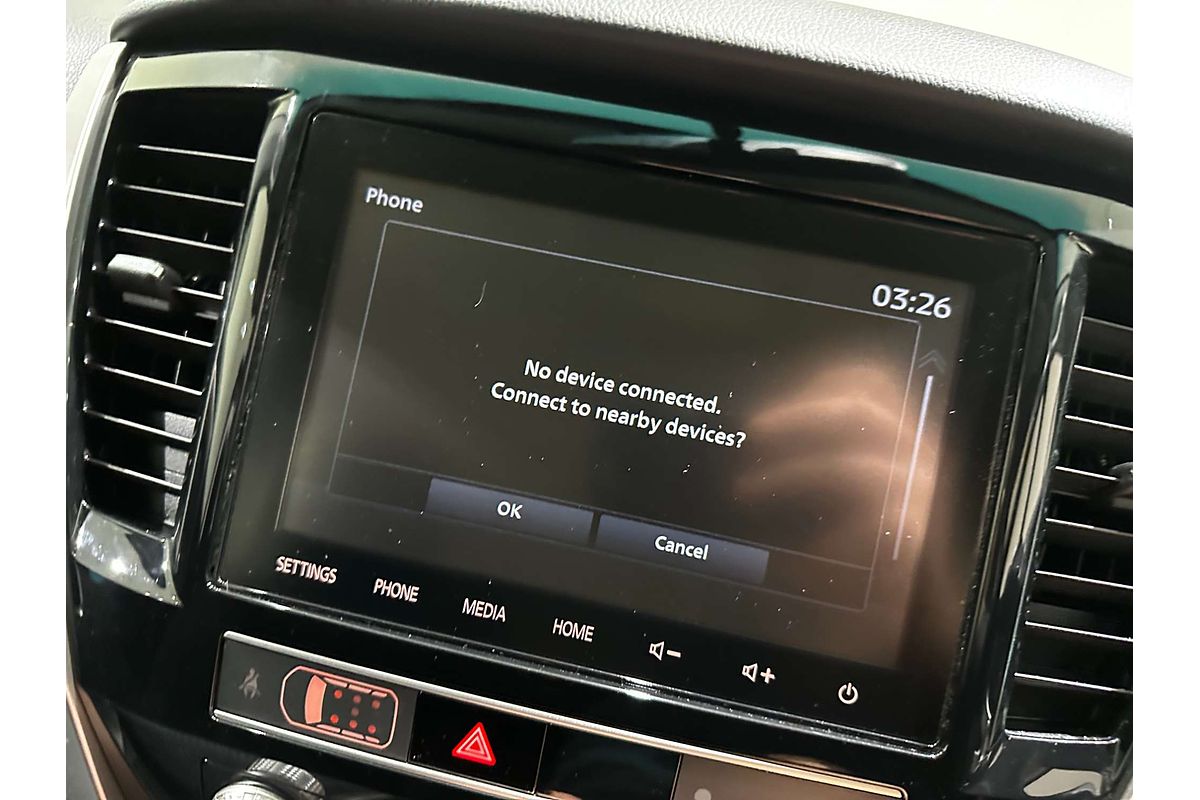 Phone
03:26
No device connected.
Connect to nearby devices?
OK
Cancel
SETTINGS
PHONE
MEDIA
HOME